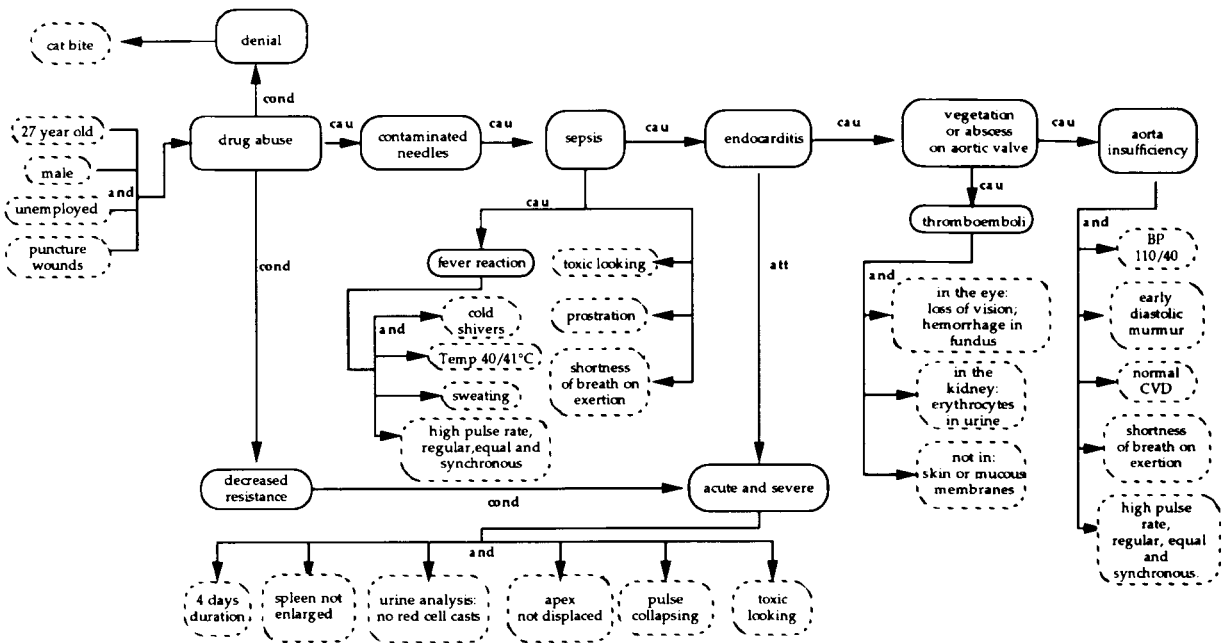 cat bite
denial
cond
27 year old
male
unemployed
puncture
wounds
and
drug abuse
cau
contaminated
needles
cau
sepsis
cau
endocarditis
cau
vegetation
or abscess
on aortic valve
cau
aorta
insufficiency
cond
cau
fever reaction
and
cold
shivers
Temp 40/41°C
sweating
high pulse rate,
regular,equal and
synchronous
toxic looking
prostration
shortness
of breath on
exertion
att
cau
thromboemboli
and
in the eye:
loss of vision;
hemorrhage in
fundus
in the
kidney:
erythrocytes
in urine
not in:
skin or mucous
membranes
and
BP
110/40
early
diastolic
murmur
normal
CVD
shortness
of breath on
exertion
high pulse
rate,
regular, equal
and
synchronous.
decreased
resistance
cond
acute and severe
and
4 days
duration
spleen not
enlarged
urine analysis:
no red cell casts
apex
not displaced
pulse
collapsing
toxic
looking